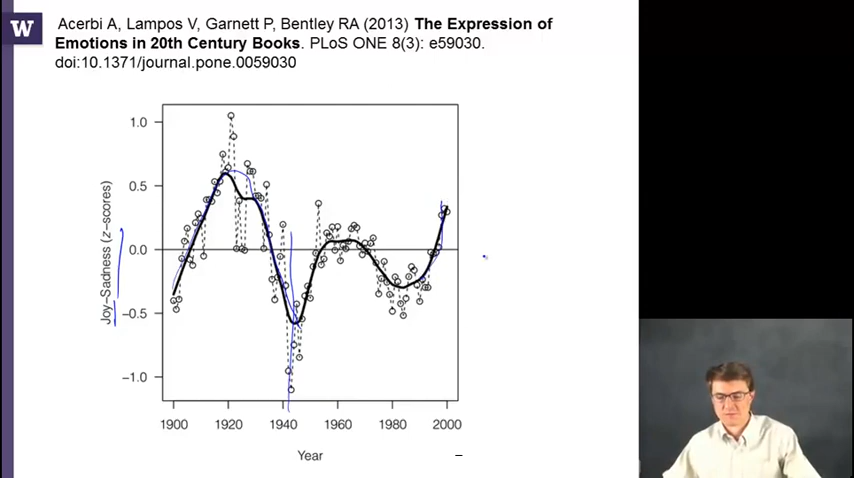 W
Acerbi A, Lampos V, Garnett P, Bentley RA (2013) The Expression of
Emotions in 20th Century Books. PLoS ONE 8(3): e59030.
doi:10.1371/journal.pone.0059030
Joy−Sadness (z−scores)
1.0
0.5
0.0
−0.5
−1.0
1900
1920
1940
1960
1980
2000
Year